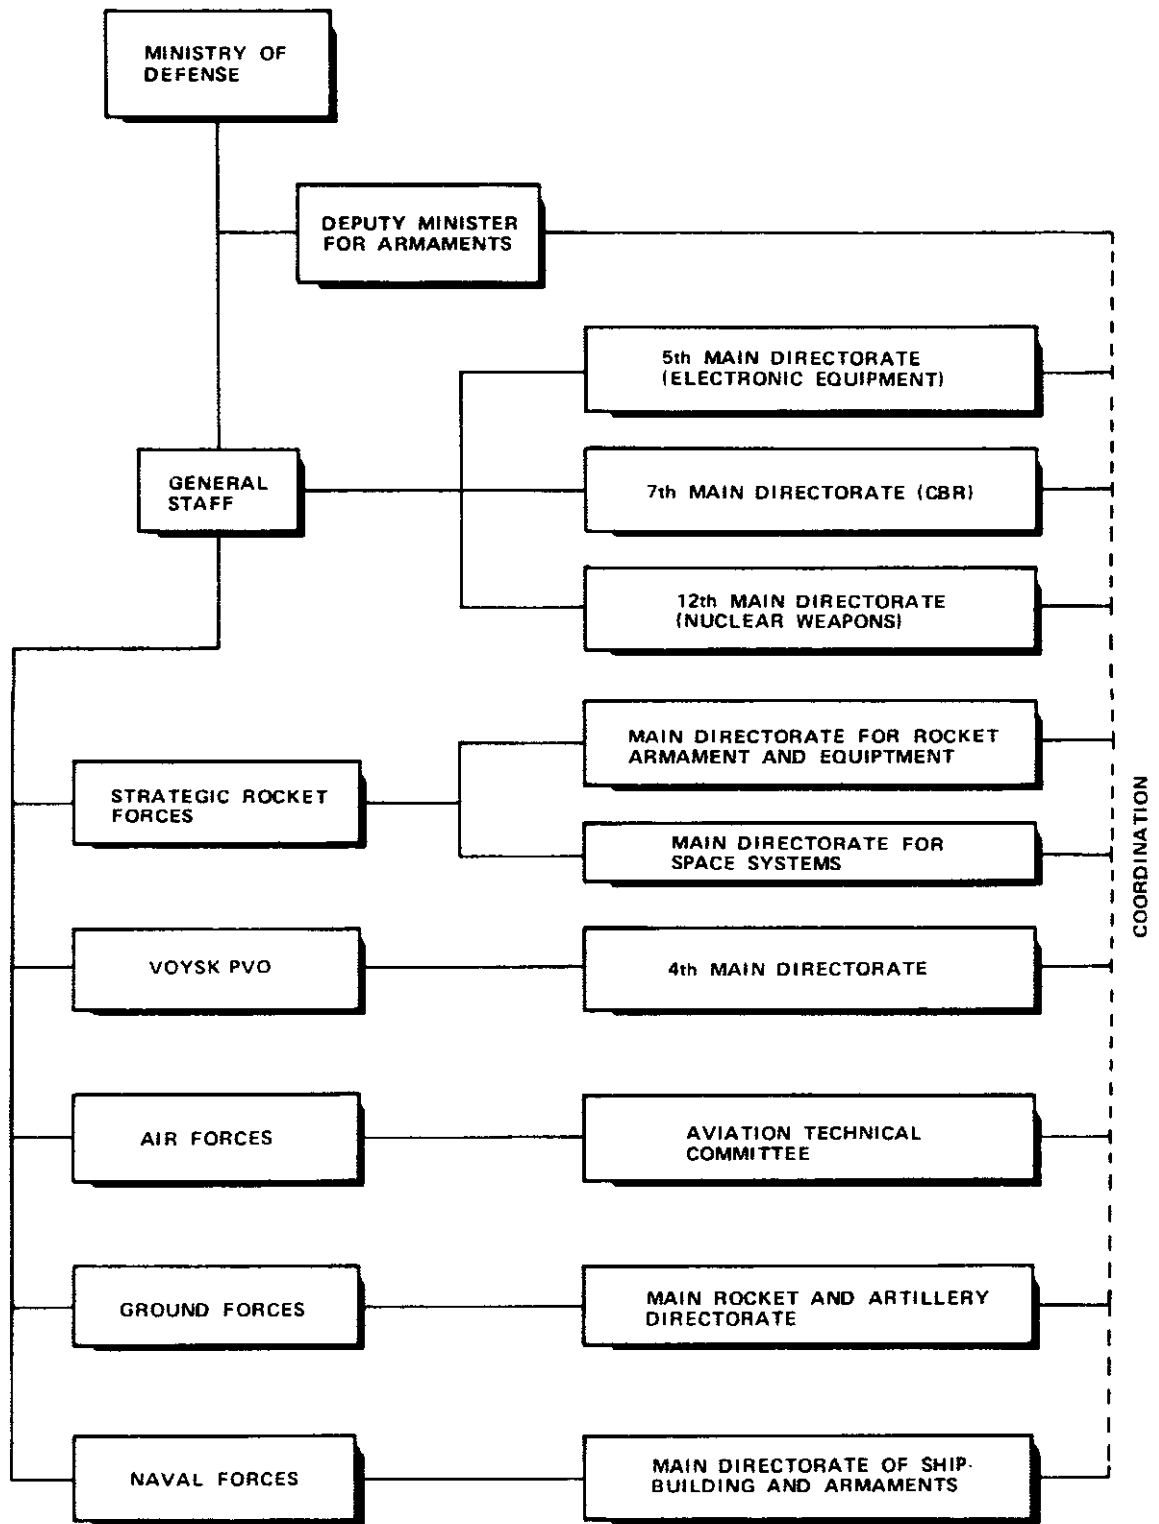 MINISTRY OF
DEFENSE
DEPUTY MINISTER
FOR ARMAMENTS
5th MAIN DIRECTORATE
(ELECTRONIC EQUIPMENT)
GENERAL
STAFF
7th MAIN DIRECTORATE (CBR)
12th MAIN DIRECTORATE
(NUCLEAR WEAPONS)
MAIN DIRECTORATE FOR ROCKET
ARMAMENT AND EQUIPTMENT
STRATEGIC ROCKET
FORCES
MAIN DIRECTORATE FOR
SPACE SYSTEMS
COORDINATION
VOYSK PVO
4th MAIN DIRECTORATE
AIR FORCES
AVIATION TECHNICAL
COMMITTEE
GROUND FORCES
MAIN ROCKET AND ARTILLERY
DIRECTORATE
NAVAL FORCES
MAIN DIRECTORATE OF SHIP-
BUILDING AND ARMAMENTS